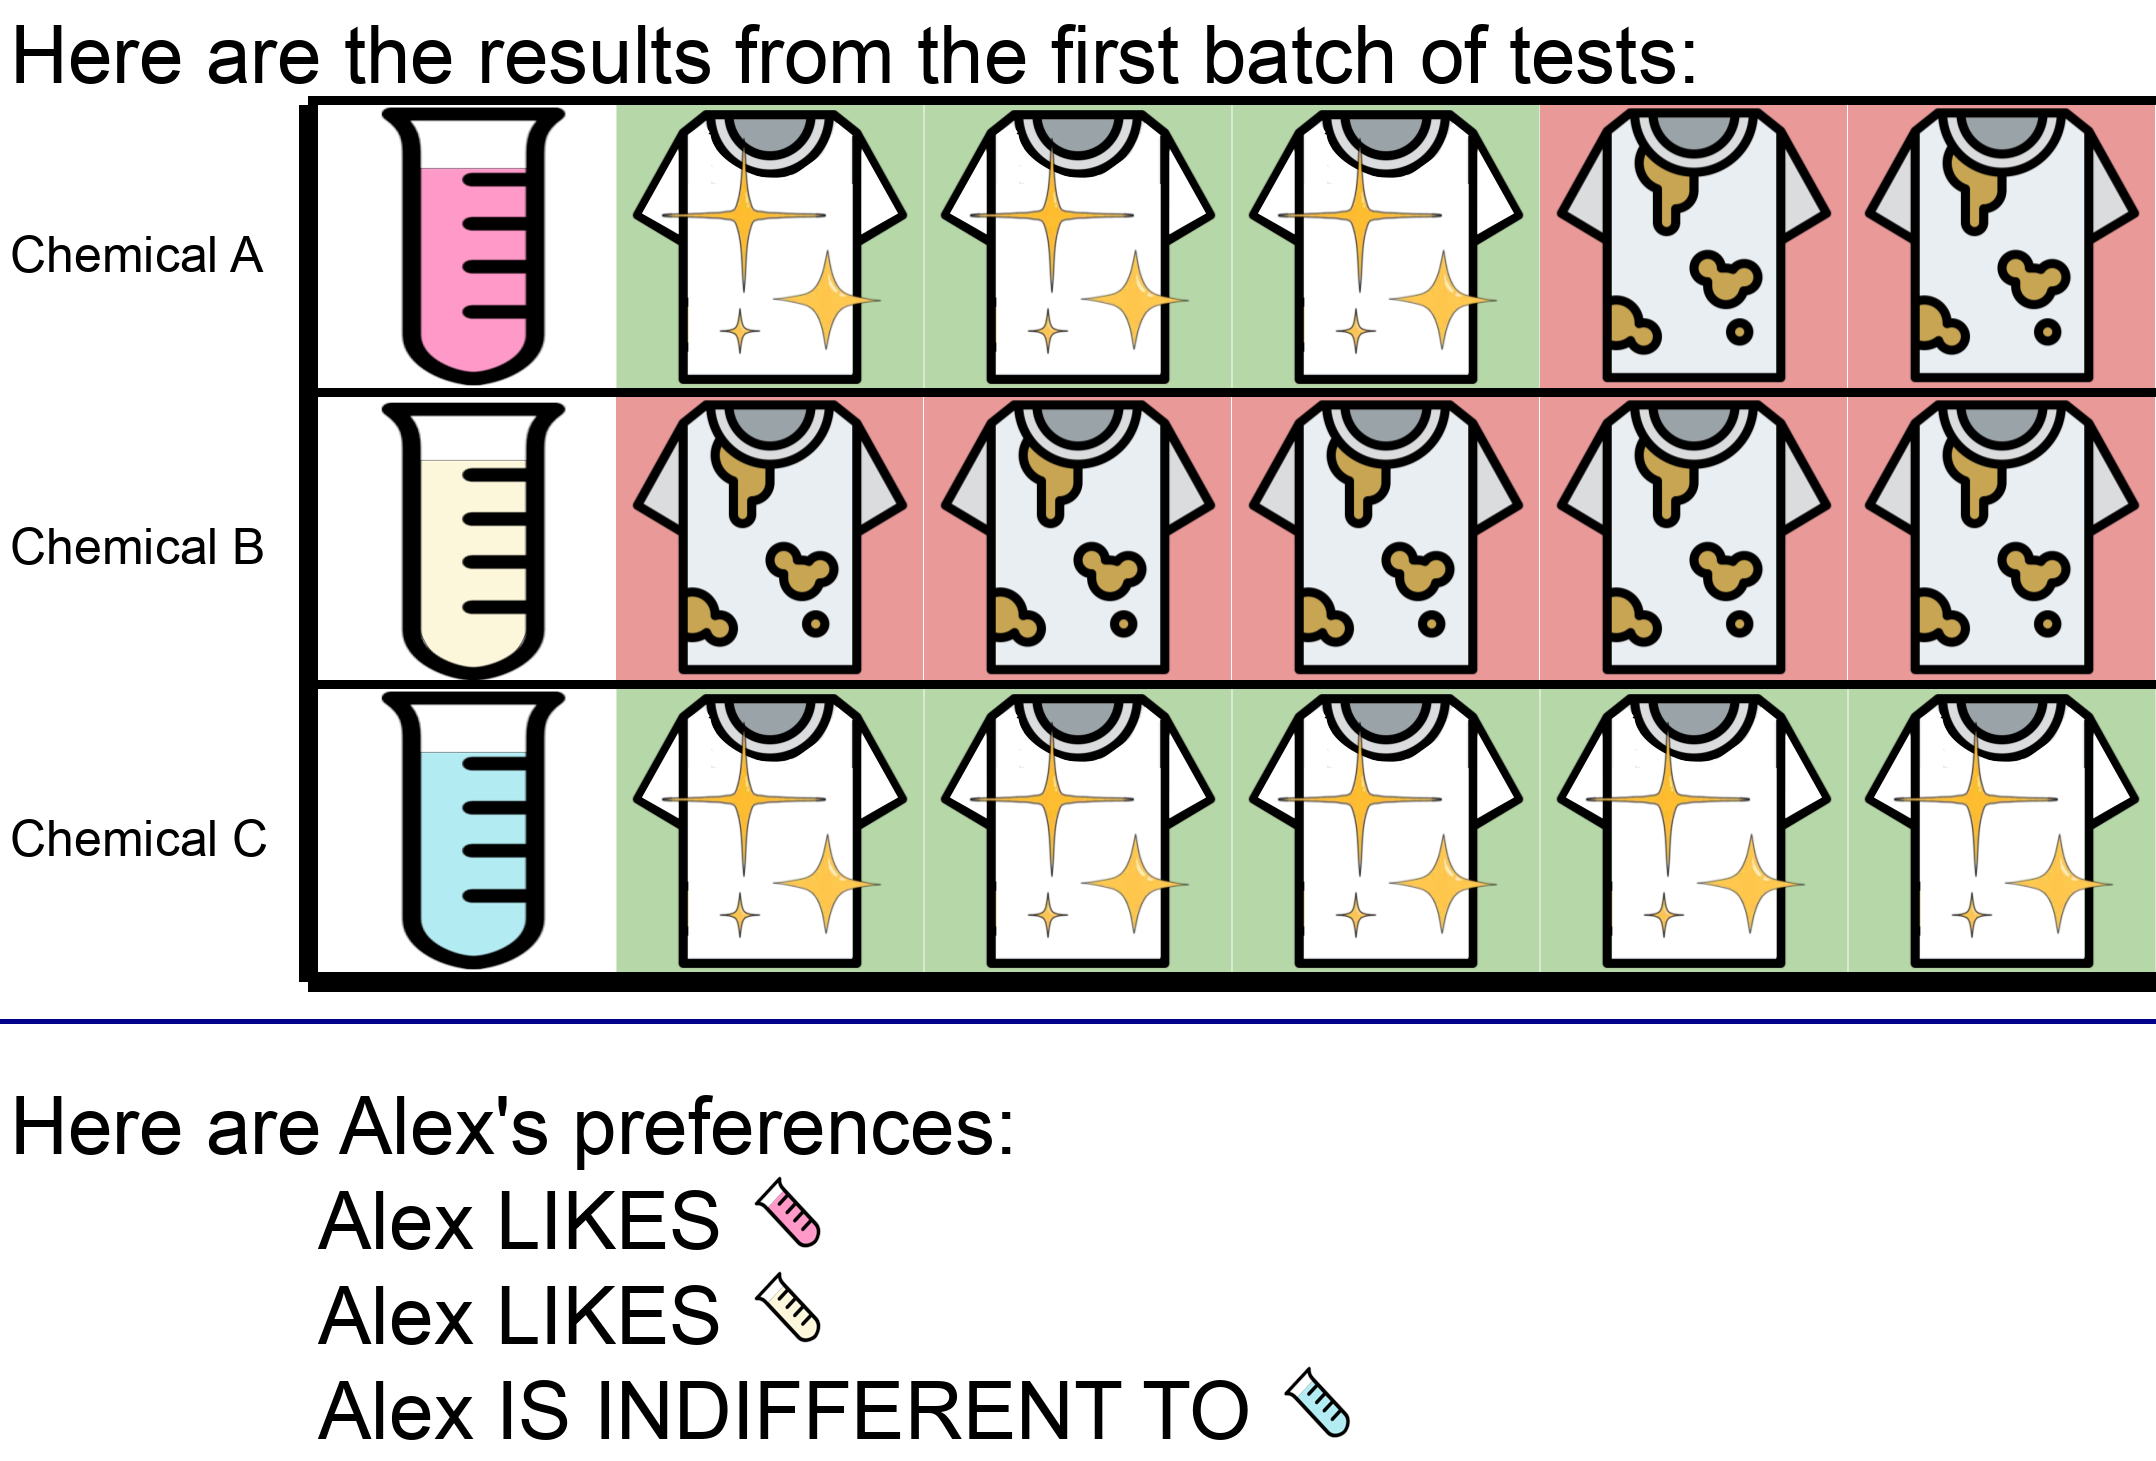 Here are the results from the first batch of tests:
Chemical A
Chemical B
Chemical C
Here are Alex's preferences:
Alex LIKES
Alex LIKES
Alex IS INDIFFERENT TO